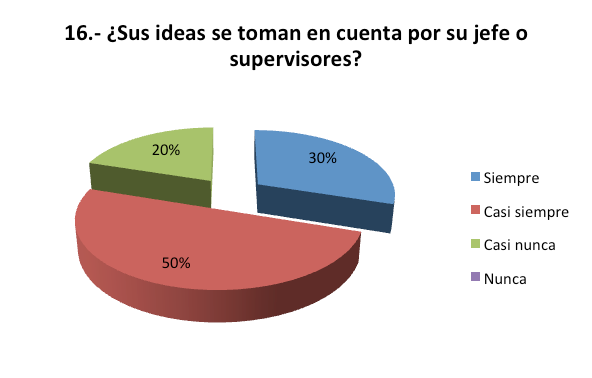 16.- ¿Sus ideas se toman en cuenta por su jefe o
supervisores?
20%
30%
50%
Siempre
Casi siempre
Casi nunca
Nunca